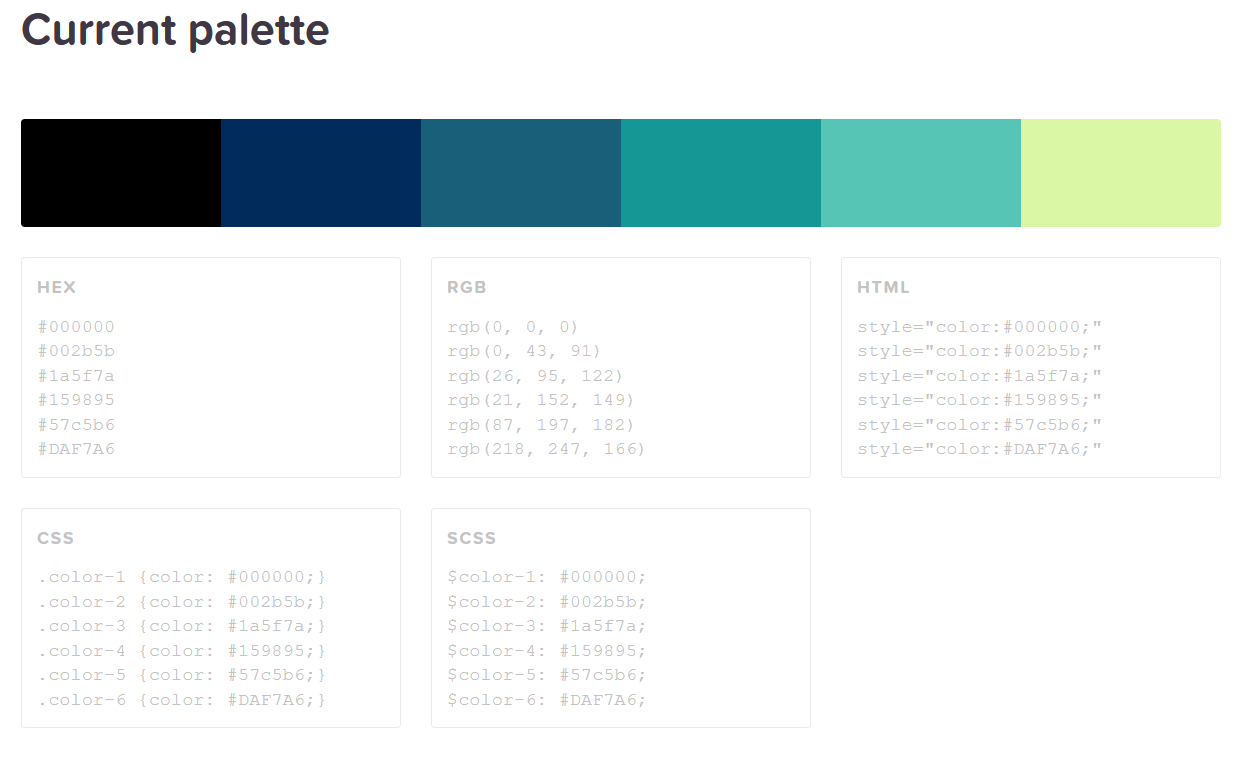 Current palette
HEX
#000000
#002b5b
#1a5f7a
#159895
#57c5b6
#DAF7A6
RGB
rgb(0, 0, 0)
rgb(0, 43, 91)
rgb(26, 95, 122)
rgb(21, 152, 149)
rgb(87, 197, 182)
rgb(218, 247, 166)
HTML
style="color:#000000;"
style="color:#002b5b;"
style="color:#1a5f7a;"
style="color:#159895;"
style="color:#57c5b6;"
style="color:#DAF7A6;"
CSS
.color-1 {color: #000000;}
.color-2 {color: #002b5b;}
.color-3 {color: #1a5f7a;}
.color-4 {color: #159895;}
.color-5 {color: #57c5b6;}
.color-6 {color: #DAF7A6;}
SCSS
$color-1: #000000;
$color-2: #002b5b;
$color-3: #1a5f7a;
$color-4: #159895;
$color-5: #57c5b6;
$color-6: #DAF7A6;